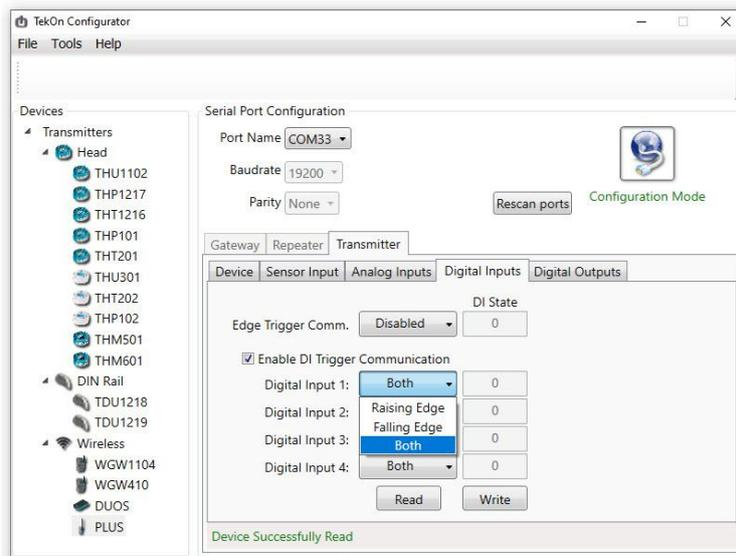 TekOn Configurator
File Tools Help
Devices
Transmitters
Head
THU1102
THP1217
THT1216
THP101
THT201
THU301
THT202
THP102
THM501
THM601
DIN Rail
TDU1218
TDU1219
Wireless
WGW1104
WGW410
DUOS
PLUS
Serial Port Configuration
Port Name COM33
Baudrate 19200
Parity None
Rescan ports
Configuration Mode
Gateway Repeater Transmitter
Device Sensor Input Analog Inputs Digital Inputs Digital Outputs
DI State
Edge Trigger Comm. Disabled 0
Enable DI Trigger Communication
Digital Input 1: Both 0
Raising Edge
Falling Edge
Both
Digital Input 2: 0
Digital Input 3: 0
Digital Input 4: Both 0
Read Write
Device Successfully Read